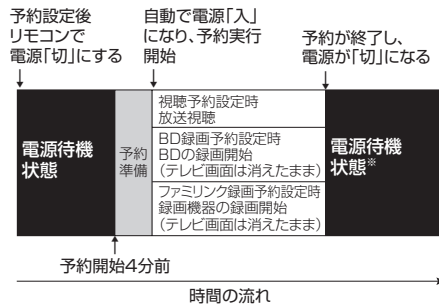 予約設定後
リモコンで
電源「切」にする
自動で電源「入」
になり、予約実行
開始
予約が終了し、
電源が「切」になる
電源待機
状態
予約
準備
視聴予約設定時
放送視聴
BD録画予約設定時
BDの録画開始
(テレビ画面は消えたまま)
ファミリンク録画予約設定時
録画機器の録画開始
(テレビ画面は消えたまま)
電源待機
状態※
予約開始4分前
時間の流れ